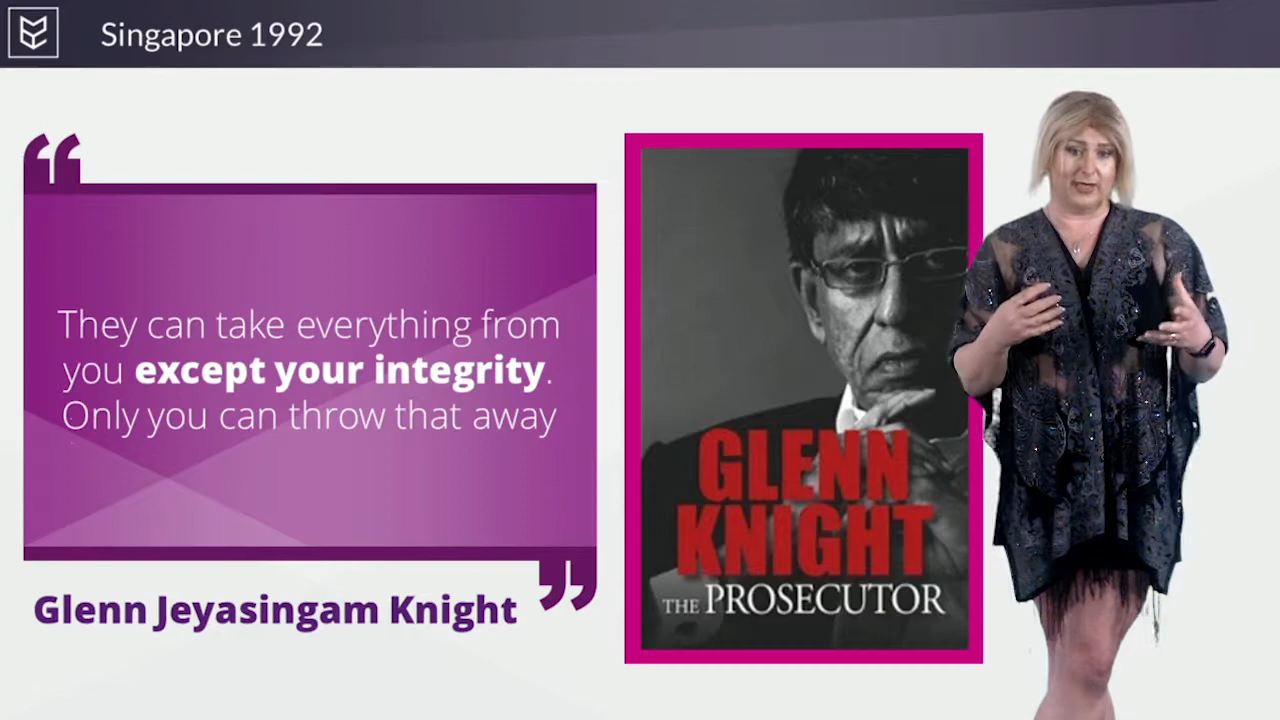 Singapore 1992
“
They can take everything from
you except your integrity.
Only you can throw that away
”
Glenn Jeyasingam Knight
GLENN
KNIGHT
THE PROSECUTOR